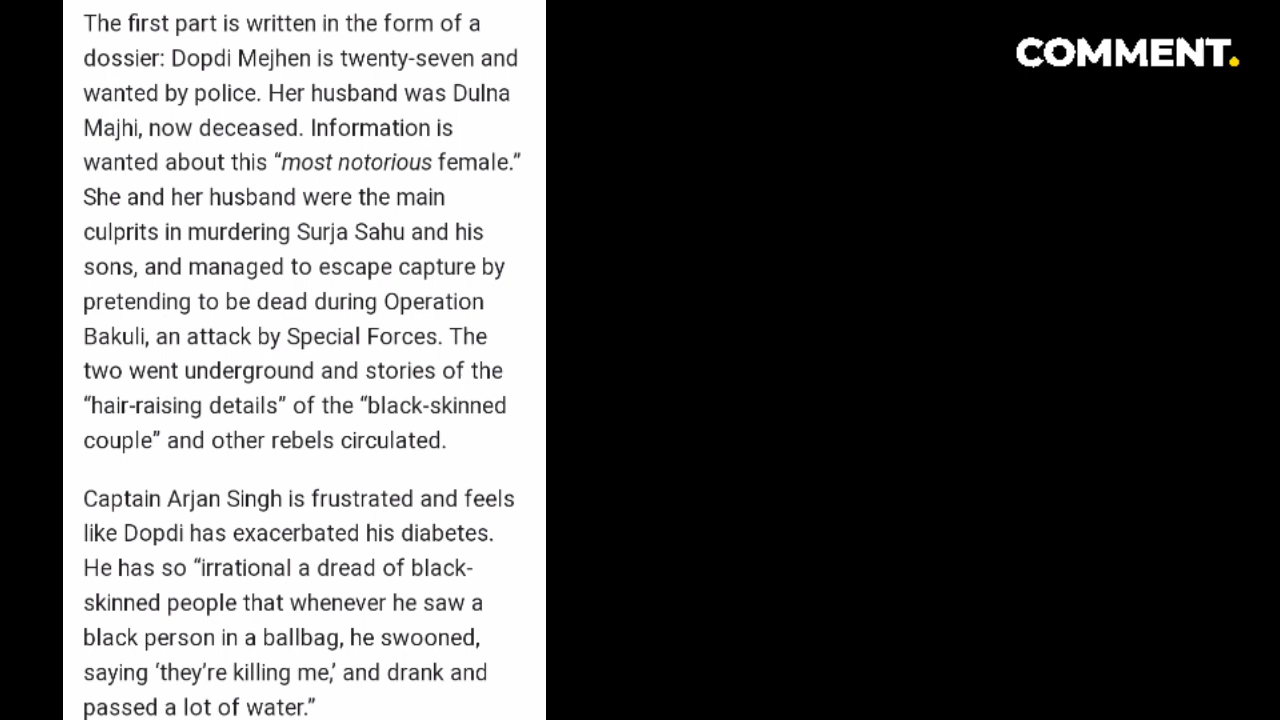 The first part is written in the form of a
dossier: Dopdi Mejhen is twenty-seven and
wanted by police. Her husband was Dulna
Majhi, now deceased. Information is
wanted about this “most notorious female.”
She and her husband were the main
culprits in murdering Surja Sahu and his
sons, and managed to escape capture by
pretending to be dead during Operation
Bakuli, an attack by Special Forces. The
two went underground and stories of the
“hair-raising details” of the “black-skinned
couple” and other rebels circulated.
Captain Arjan Singh is frustrated and feels
like Dopdi has exacerbated his diabetes.
He has so “irrational a dread of black-
skinned people that whenever he saw a
black person in a ballbag, he swooned,
saying ‘they’re killing me,’ and drank and
passed a lot of water.”
COMMENT.